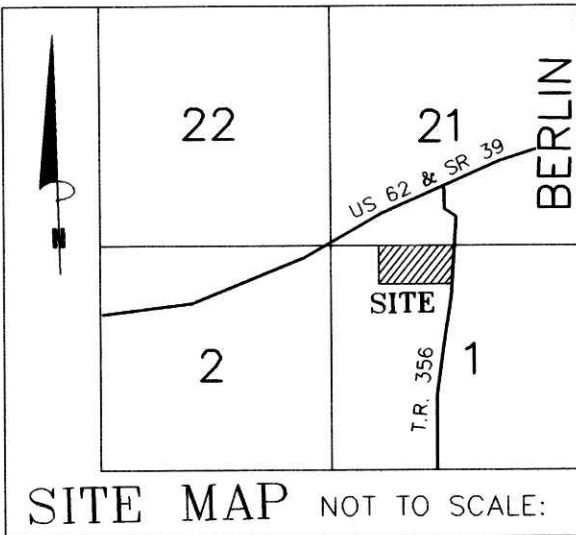 22
21
BERLIN
US 62 & SR 39
N
SITE
2
T.R. 356
1
SITE MAP NOT TO SCALE: